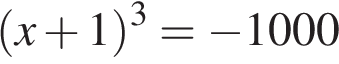 (x + 1)³ = −1000